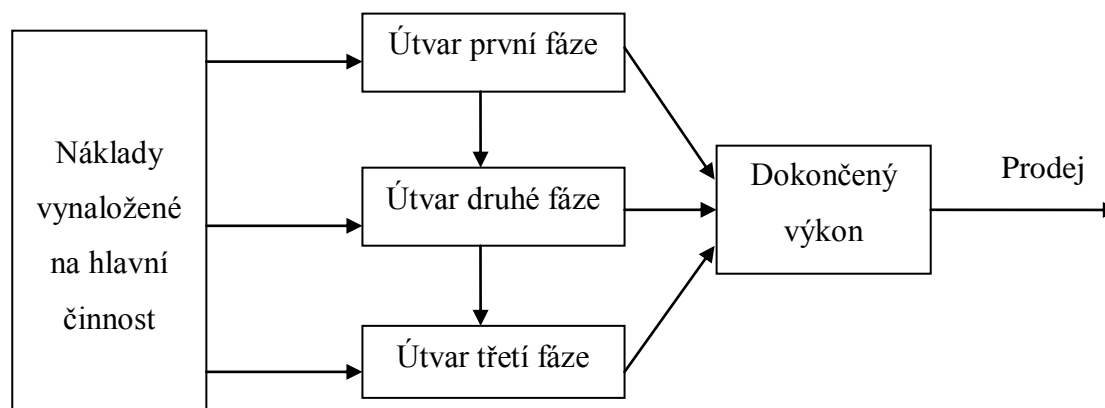 Náklady
vynaložené
na hlavní
činnost
Útvar první fáze
Útvar druhé fáze
Útvar třetí fáze
Dokončený
výkon
Prodej